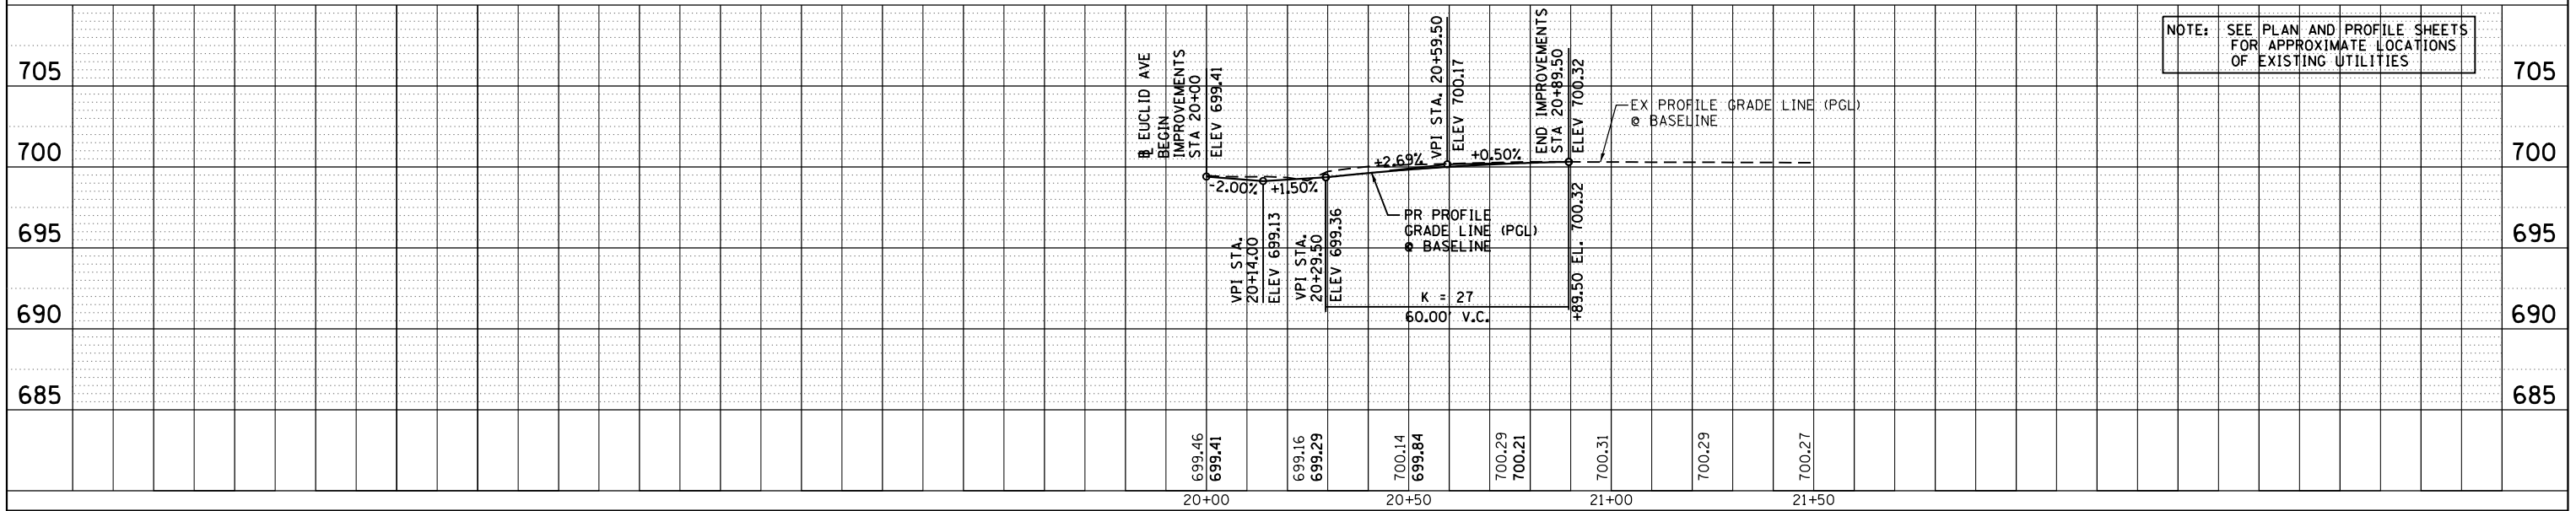 705
700
695
690
685
B EUCLID AVE
BEGIN
IMPROVEMENTS
STA 20+00
ELEV 699.41
VPI STA. 20+59.50
ELEV 700.17
END IMPROVEMENTS
STA 20+89.50
ELEV 700.32
EX PROFILE GRADE LINE (PGL)
@ BASELINE
NOTE: SEE PLAN AND PROFILE SHEETS
FOR APPROXIMATE LOCATIONS
OF EXISTING UTILITIES
-2.00%
+1.50%
+2.69%
+0.50%
VPI STA.
20+14.00
ELEV 699.13
VPI STA.
20+29.50
ELEV 699.36
PR PROFILE
GRADE LINE (PGL)
@ BASELINE
K = 27
60.00' V.C.
+89.50 EL. 700.32
705
700
695
690
685
699.46
699.41
699.16
699.29
700.14
699.84
700.29
700.21
700.31
700.29
700.27
20+00
20+50
21+00
21+50